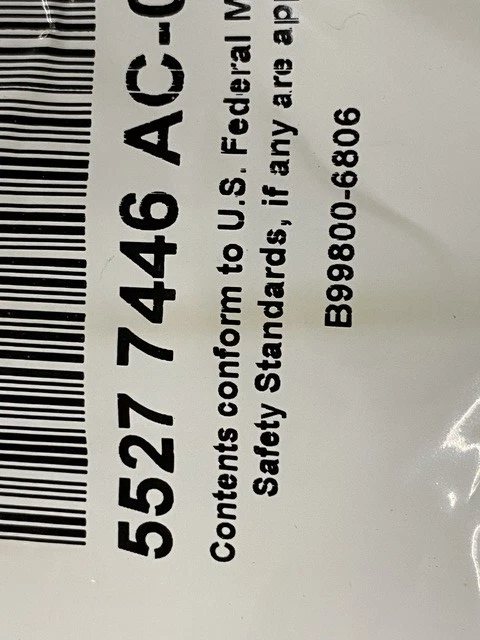 5527 7446 AC-
Contents conform to U.S. Federal
Safety Standards, if any are
B99800-6806